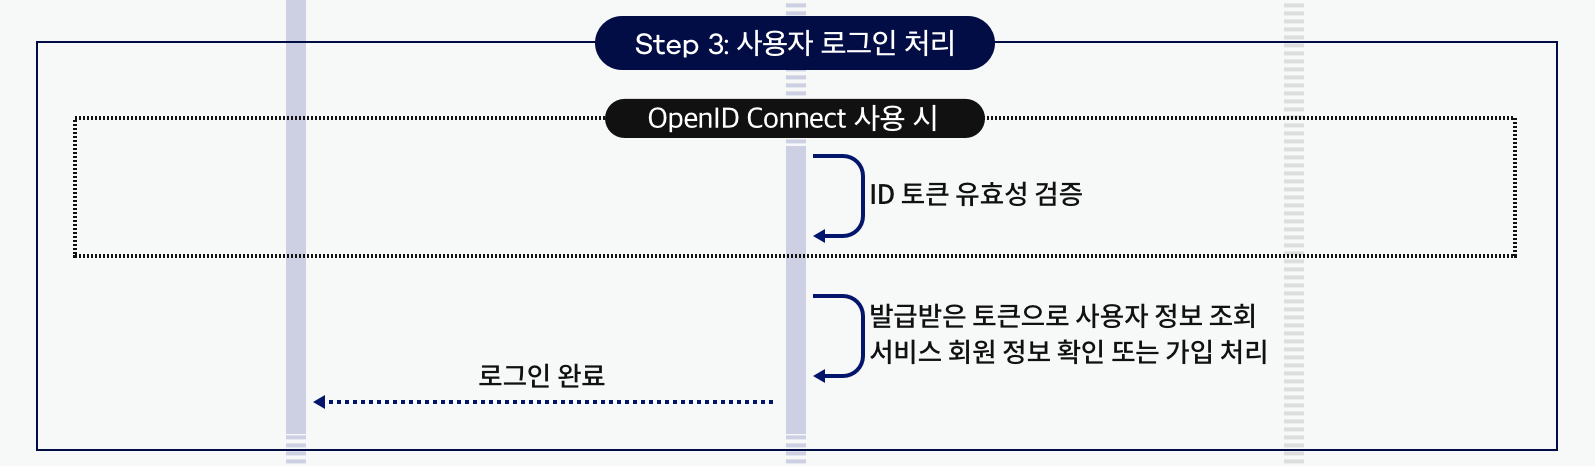 Step 3: 사용자 로그인 처리
OpenID Connect 사용 시
ID 토큰 유효성 검증
발급받은 토큰으로 사용자 정보 조회
서비스 회원 정보 확인 또는 가입 처리
로그인 완료